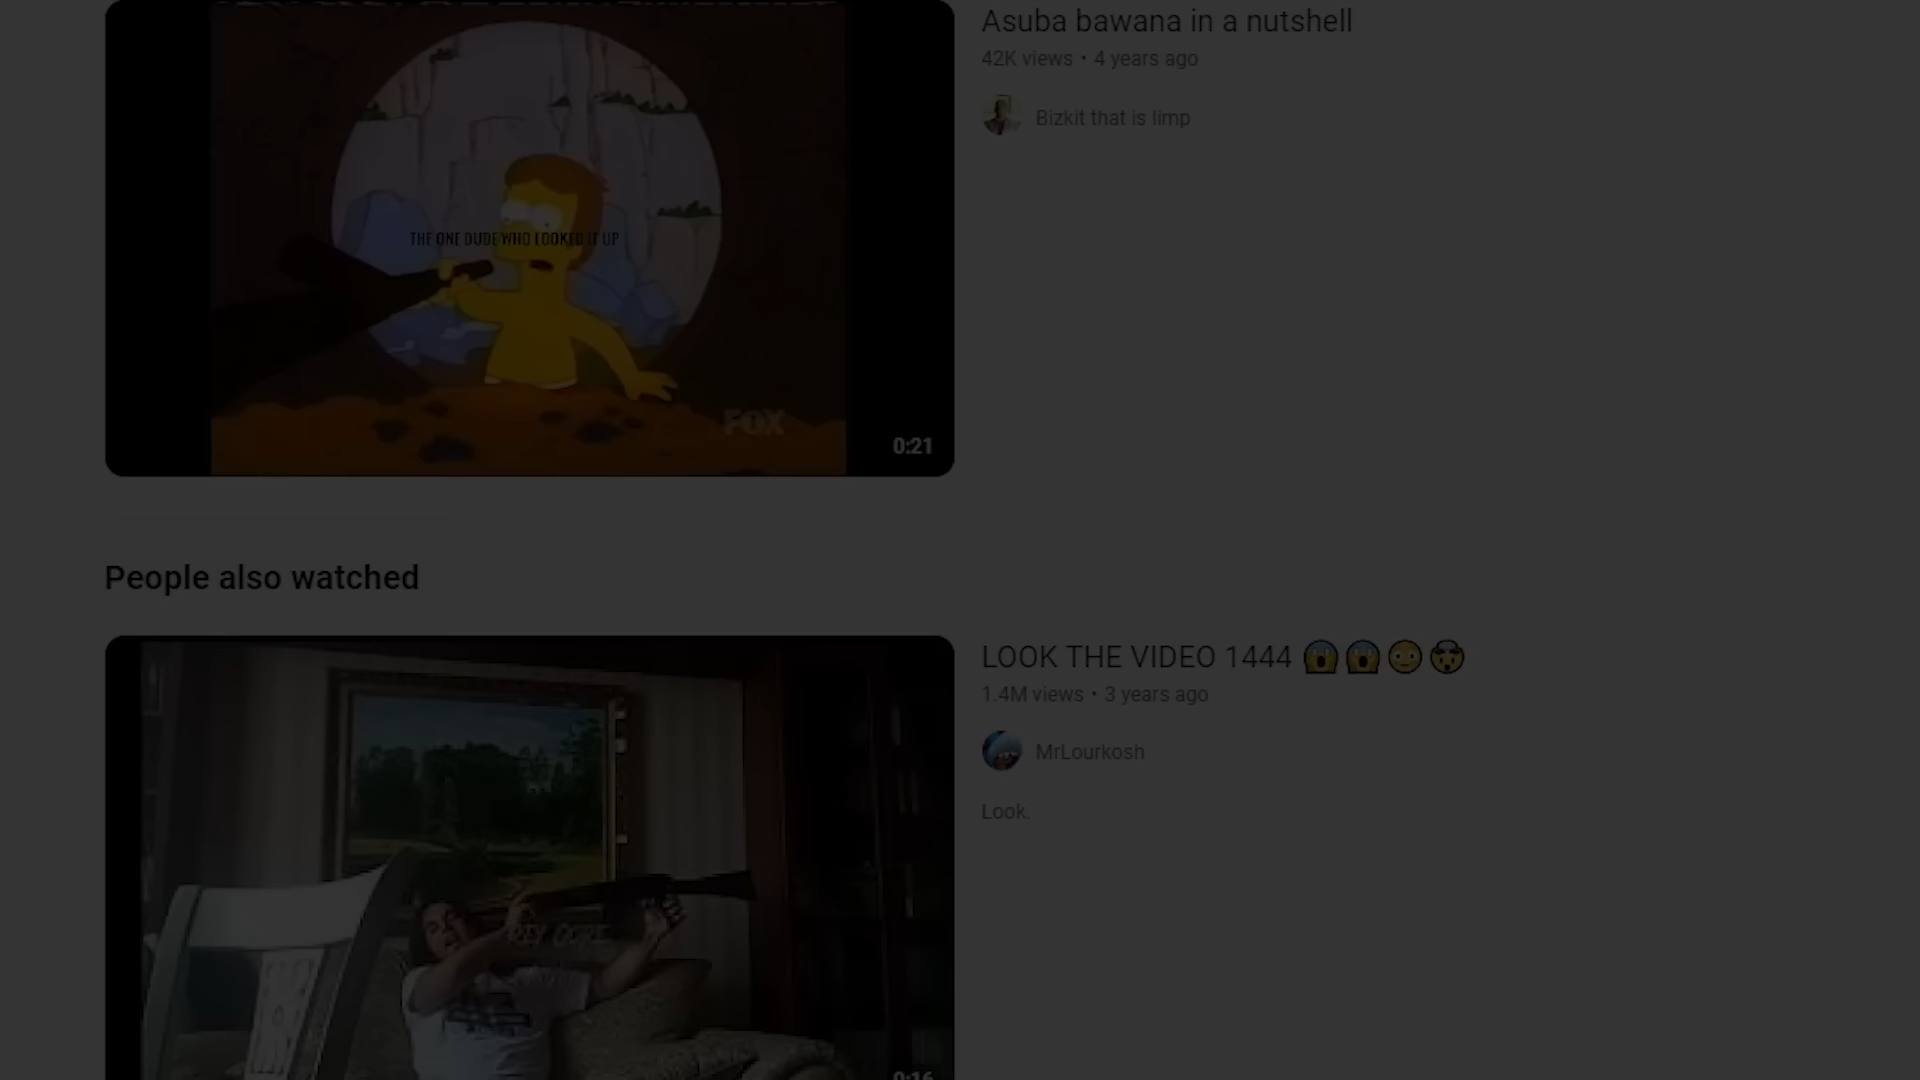 Asuba bawana in a nutshell
42K views • 4 years ago
Bizkit that is limp
THE ONE DUDE WHO LOOKED IT UP
FOX
0:21
People also watched
LOOK THE VIDEO 1444 😱😱😳🤯
1.4M views • 3 years ago
MrLourkosh
Look.
0:16